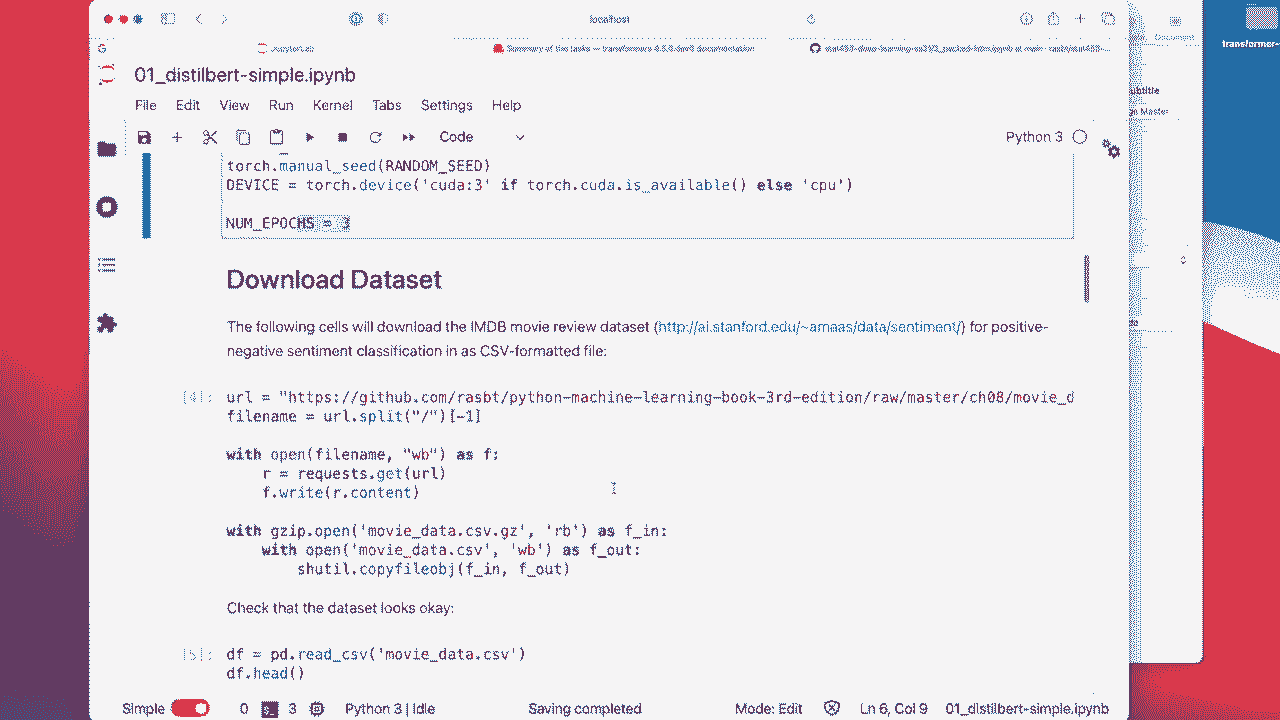 localhost
JupyterLab
Summary of the tasks — transformers 4.5.0.dev0 documentation
Document
transformer-
01_distilbert-simple.ipynb
ubtitle
File Edit View Run Kernel Tabs Settings Help
ge Master
Code Python 3
torch.manual_seed(RANDOM_SEED)
DEVICE = torch.device('cuda:3' if torch.cuda.is_available() else 'cpu')
NUM_EPOCHS = 3
Download Dataset
The following cells will download the IMDB movie review dataset (http://ai.stanford.edu/~amaas/data/sentiment/) for positive-
negative sentiment classification in as CSV-formatted file:
[4]: url = "https://github.com/rasbt/python-machine-learning-book-3rd-edition/raw/master/ch08/movie_d
filename = url.split("/")[-1]
with open(filename, "wb") as f:
r = requests.get(url)
f.write(r.content)
with gzip.open('movie_data.csv.gz', 'rb') as f_in:
with open('movie_data.csv', 'wb') as f_out:
shutil.copyfileobj(f_in, f_out)
Check that the dataset looks okay:
[5]: df = pd.read_csv('movie_data.csv')
df.head()
Simple 0 3 Python 3 | Idle Saving completed Mode: Edit Ln 6, Col 9 01_distilbert-simple.ipynb